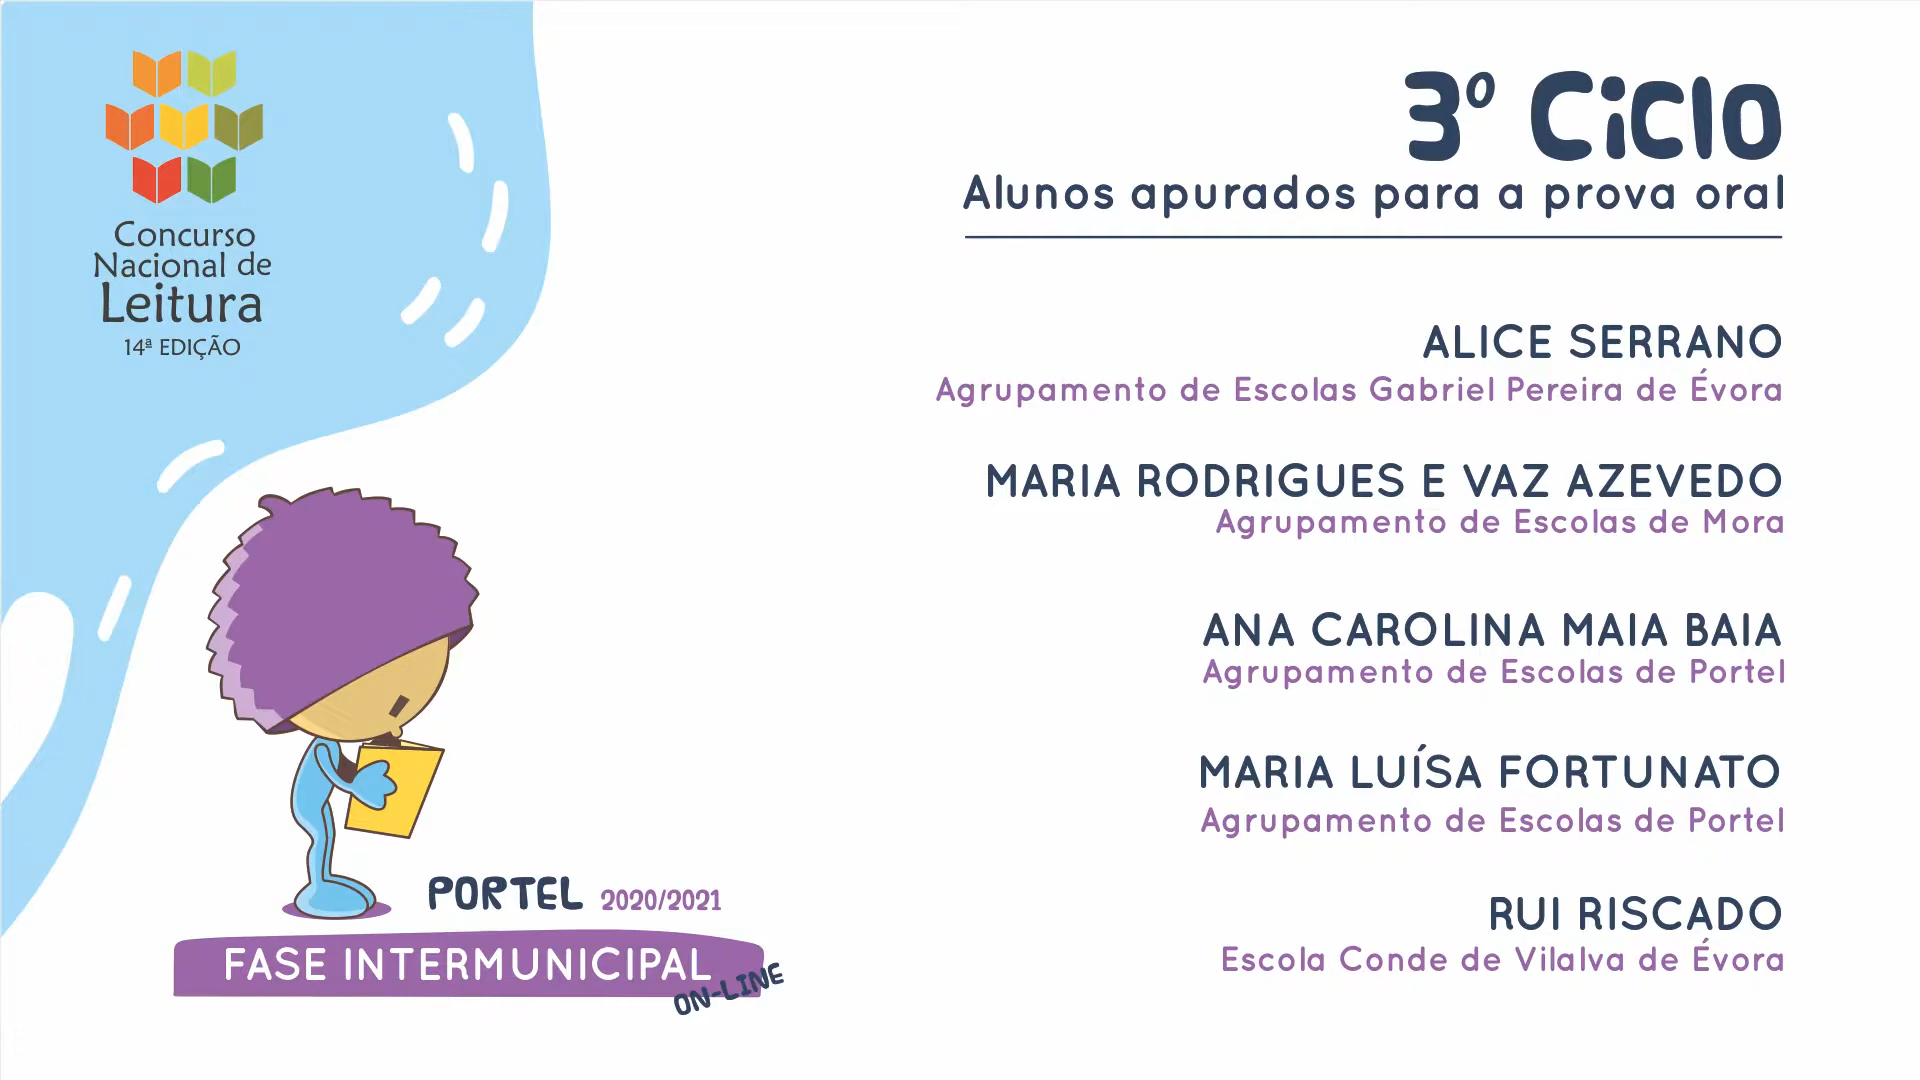 Concurso
Nacional de
Leitura
14ª EDIÇÃO
3º Ciclo
Alunos apurados para a prova oral
ALICE SERRANO
Agrupamento de Escolas Gabriel Pereira de Évora
MARIA RODRIGUES E VAZ AZEVEDO
Agrupamento de Escolas de Mora
ANA CAROLINA MAIA BAIA
Agrupamento de Escolas de Portel
MARIA LUÍSA FORTUNATO
Agrupamento de Escolas de Portel
RUI RISCADO
Escola Conde de Vilalva de Évora
PORTEL 2020/2021
FASE INTERMUNICIPAL
ON-LINE